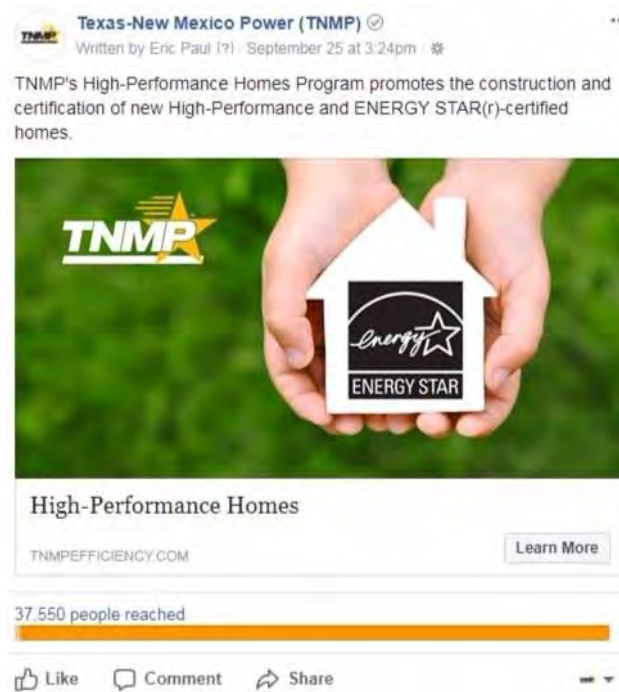 Texas-New Mexico Power (TNMP)
TNMP
Written by Eric Paul [?] · September 25 at 3:24pm ·
TNMP's High-Performance Homes Program promotes the construction and
certification of new High-Performance and ENERGY STAR(r)-certified
homes.
TNMP
energy
ENERGY STAR
High-Performance Homes
TNMPEFFICIENCY.COM
Learn More
37,550 people reached
Like Comment Share